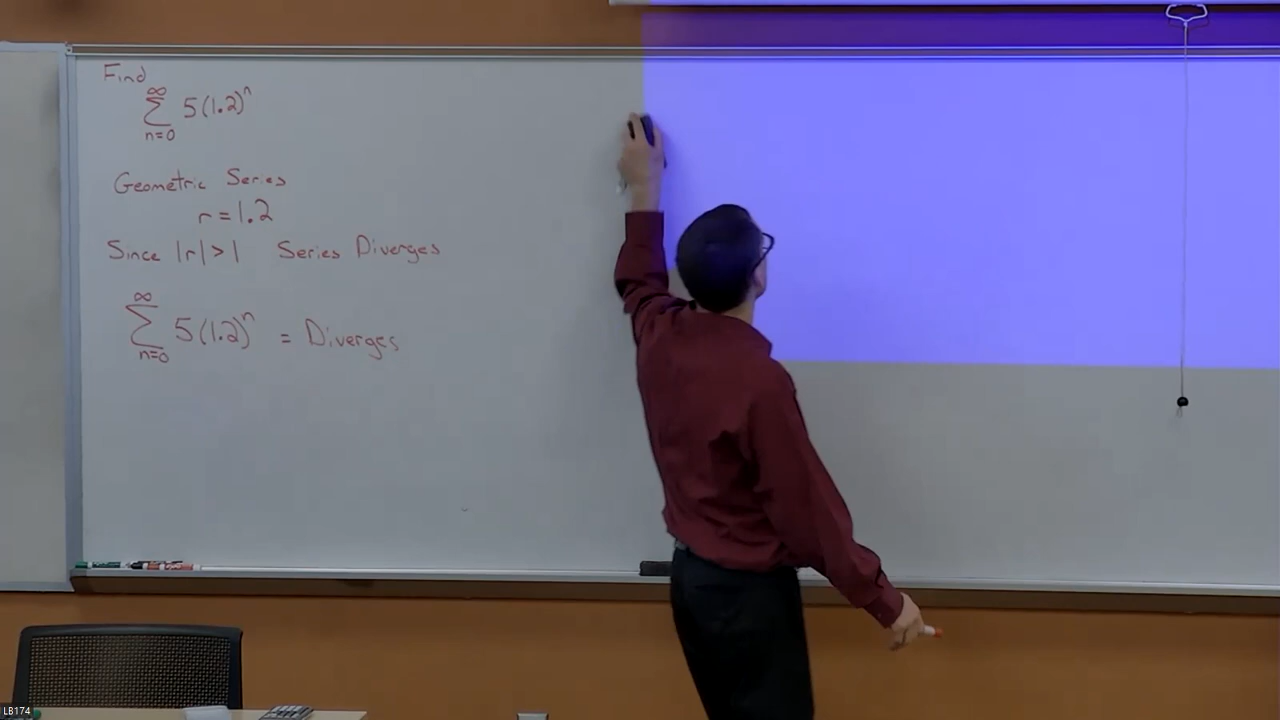 Find
∞
Σ 5(1.2)ⁿ
n=0
Geometric Series
r = 1.2
Since |r| > 1 Series Diverges
∞
Σ 5(1.2)ⁿ = Diverges
n=0
LB174